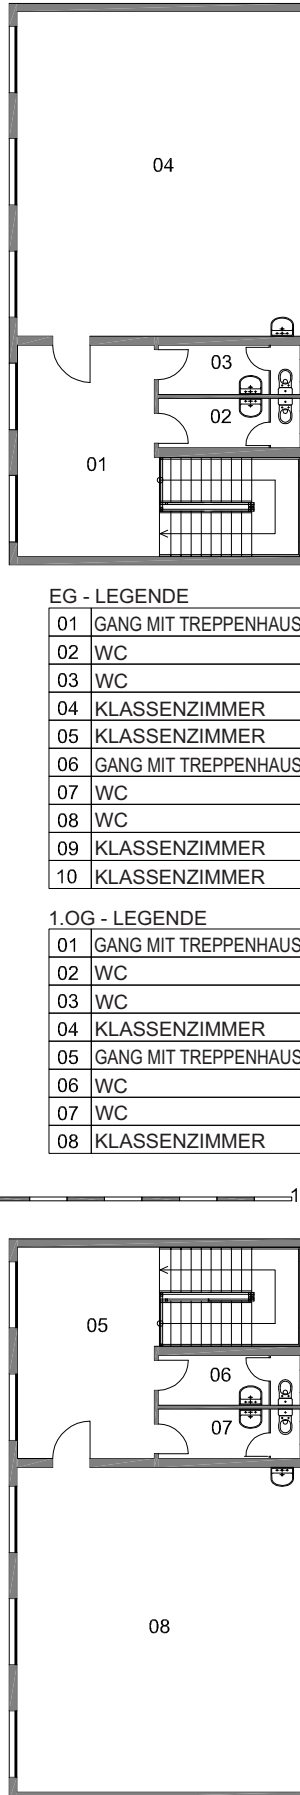 04
03
02
01
EG - LEGENDE
01 GANG MIT TREPPENHAUS
02 WC
03 WC
04 KLASSENZIMMER
05 KLASSENZIMMER
06 GANG MIT TREPPENHAUS
07 WC
08 WC
09 KLASSENZIMMER
10 KLASSENZIMMER
1.OG - LEGENDE
01 GANG MIT TREPPENHAUS
02 WC
03 WC
04 KLASSENZIMMER
05 GANG MIT TREPPENHAUS
06 WC
07 WC
08 KLASSENZIMMER
1
05
06
07
08